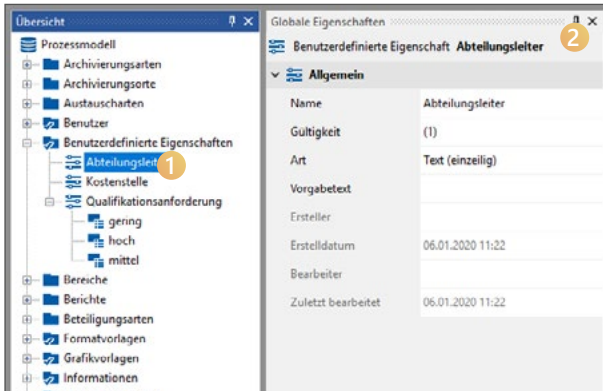 Übersicht
Prozessmodell
Archivierungsarten
Archivierungsorte
Austauscharten
Benutzer
Benutzerdefinierte Eigenschaften
Abteilungsleit
1
Kostenstelle
Qualifikationsanforderung
gering
hoch
mittel
Bereiche
Berichte
Beteiligungsarten
Formatvorlagen
Grafikvorlagen
Informationen
Globale Eigenschaften
2
Benutzerdefinierte Eigenschaft Abteilungsleiter
Allgemein
Name Abteilungsleiter
Gültigkeit (1)
Art Text (einzeilig)
Vorgabetext
Ersteller
Erstelldatum 06.01.2020 11:22
Bearbeiter
Zuletzt bearbeitet 06.01.2020 11:22